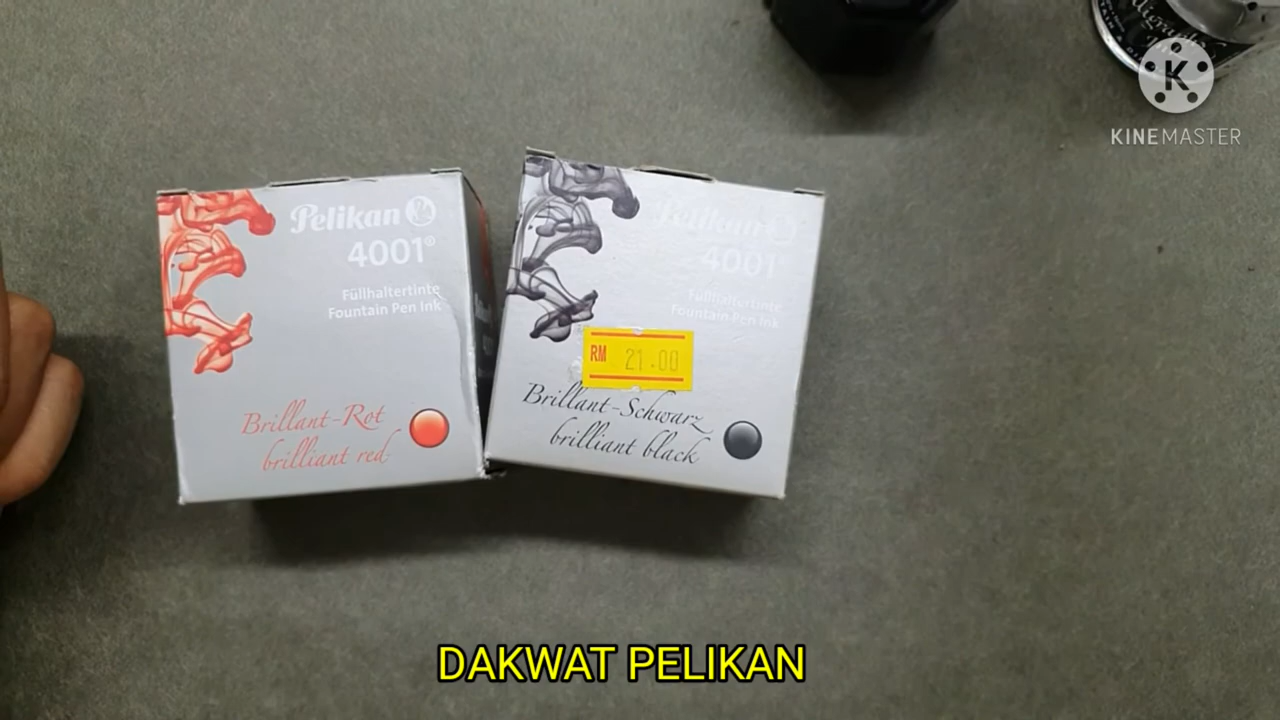 KINEMASTER
Pelikan
4001®
Füllhaltertinte
Fountain Pen Ink
Brillant-Rot
brilliant red
Pelikan
4001®
Füllhaltertinte
Fountain Pen Ink
RM 21.00
Brillant-Schwarz
brilliant black
DAKWAT PELIKAN